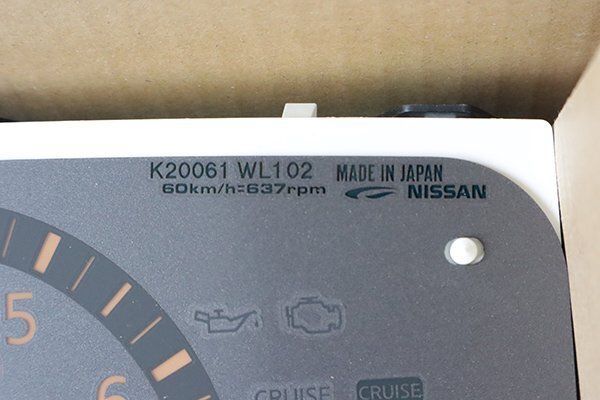 K20061 WL102 MADE IN JAPAN
60km/h=637rpm NISSAN
5
6
CRUISE CRUISE